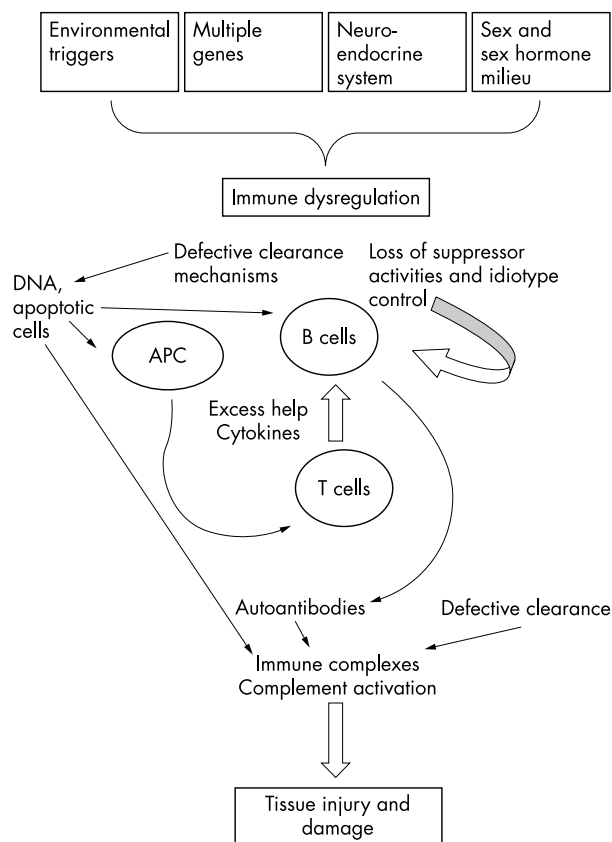 Environmental
triggers
Multiple
genes
Neuro-
endocrine
system
Sex and
sex hormone
milieu
Immune dysregulation
Defective clearance
mechanisms
Loss of suppressor
activities and idiotype
control
DNA,
apoptotic
cells
B cells
APC
Excess help
Cytokines
T cells
Autoantibodies
Defective clearance
Immune complexes
Complement activation
Tissue injury and
damage